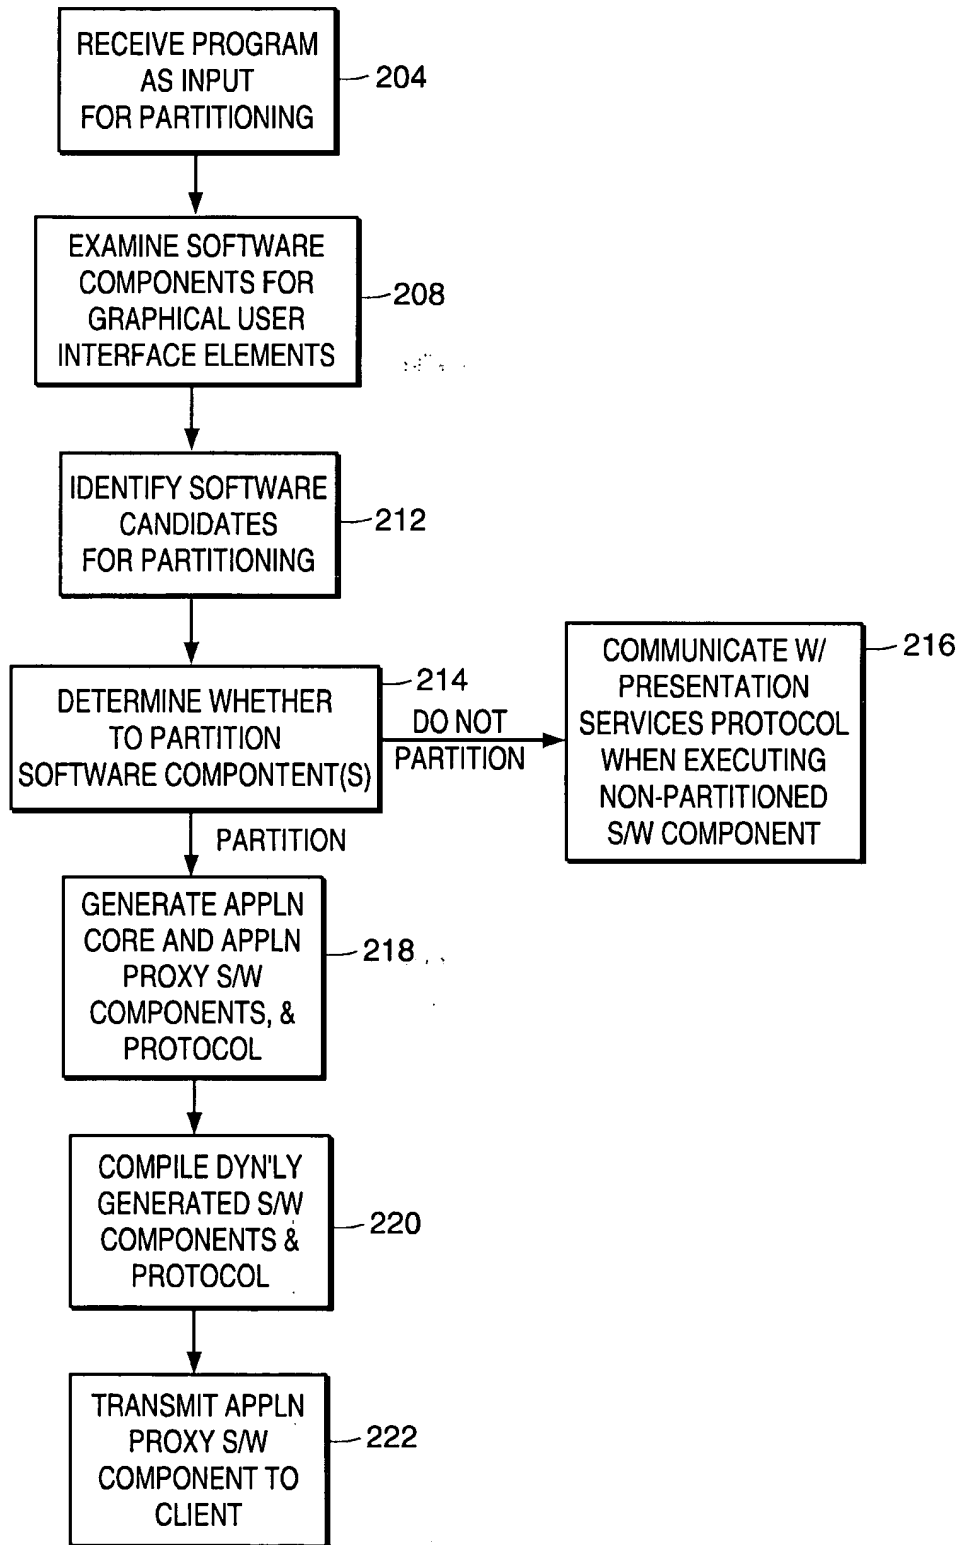 RECEIVE PROGRAM
AS INPUT
FOR PARTITIONING
204
EXAMINE SOFTWARE
COMPONENTS FOR
GRAPHICAL USER
INTERFACE ELEMENTS
208
IDENTIFY SOFTWARE
CANDIDATES
FOR PARTITIONING
212
DETERMINE WHETHER
TO PARTITION
SOFTWARE COMPONTENT(S)
214
DO NOT
PARTITION
COMMUNICATE W/
PRESENTATION
SERVICES PROTOCOL
WHEN EXECUTING
NON-PARTITIONED
S/W COMPONENT
216
PARTITION
GENERATE APPLN
CORE AND APPLN
PROXY S/W
COMPONENTS, &
PROTOCOL
218
COMPILE DYN'LY
GENERATED S/W
COMPONENTS &
PROTOCOL
220
TRANSMIT APPLN
PROXY S/W
COMPONENT TO
CLIENT
222